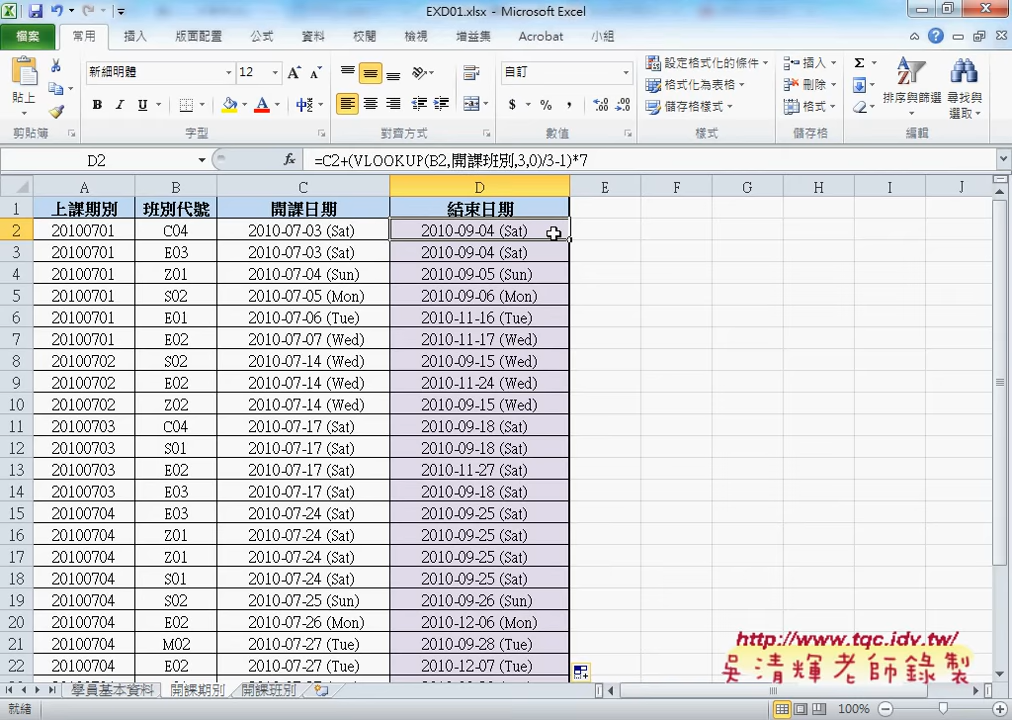 EXD01.xlsx - Microsoft Excel
檔案 常用 插入 版面配置 公式 資料 校閱 檢視 增益集 Acrobat 小組
貼上 新細明體 12 自訂 設定格式化的條件 插入 Σ
B I U 中 $ % , 格式化為表格 刪除 排序與篩選 尋找與選取
儲存格樣式 格式
剪貼簿 字型 對齊方式 數值 樣式 儲存格 編輯
D2 fx =C2+(VLOOKUP(B2,開課班別,3,0)/3-1)*7
A B C D E F G H I J
1 上課期別 班別代號 開課日期 結束日期
2 20100701 C04 2010-07-03 (Sat) 2010-09-04 (Sat)
3 20100701 E03 2010-07-03 (Sat) 2010-09-04 (Sat)
4 20100701 Z01 2010-07-04 (Sun) 2010-09-05 (Sun)
5 20100701 S02 2010-07-05 (Mon) 2010-09-06 (Mon)
6 20100701 E01 2010-07-06 (Tue) 2010-11-16 (Tue)
7 20100701 E02 2010-07-07 (Wed) 2010-11-17 (Wed)
8 20100702 S02 2010-07-14 (Wed) 2010-09-15 (Wed)
9 20100702 E02 2010-07-14 (Wed) 2010-11-24 (Wed)
10 20100702 Z02 2010-07-14 (Wed) 2010-09-15 (Wed)
11 20100703 C04 2010-07-17 (Sat) 2010-09-18 (Sat)
12 20100703 S01 2010-07-17 (Sat) 2010-09-18 (Sat)
13 20100703 E02 2010-07-17 (Sat) 2010-11-27 (Sat)
14 20100703 E03 2010-07-17 (Sat) 2010-09-18 (Sat)
15 20100704 E03 2010-07-24 (Sat) 2010-09-25 (Sat)
16 20100704 Z01 2010-07-24 (Sat) 2010-09-25 (Sat)
17 20100704 Z01 2010-07-24 (Sat) 2010-09-25 (Sat)
18 20100704 S01 2010-07-24 (Sat) 2010-09-25 (Sat)
19 20100704 S02 2010-07-25 (Sun) 2010-09-26 (Sun)
20 20100704 E02 2010-07-26 (Mon) 2010-12-06 (Mon)
21 20100704 M02 2010-07-27 (Tue) 2010-09-28 (Tue)
22 20100704 E02 2010-07-27 (Tue) 2010-12-07 (Tue)
http://www.tqc.idv.tw/
吳清輝老師錄製
學員基本資料 開課期別 開課班別
就緒 100%